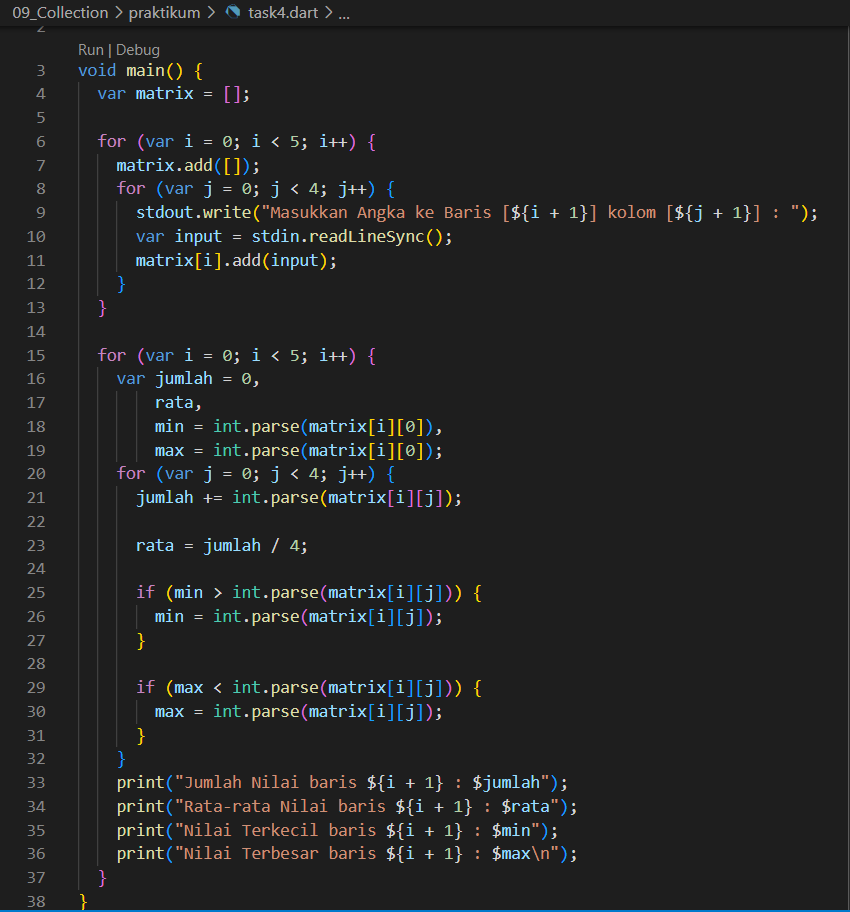 09_Collection > praktikum > task4.dart > ...
2
Run | Debug
3 void main() {
4   var matrix = [];
5
6   for (var i = 0; i < 5; i++) {
7     matrix.add([]);
8     for (var j = 0; j < 4; j++) {
9       stdout.write("Masukkan Angka ke Baris [${i + 1}] kolom [${j + 1}] : ");
10       var input = stdin.readLineSync();
11       matrix[i].add(input);
12     }
13   }
14
15   for (var i = 0; i < 5; i++) {
16     var jumlah = 0,
17         rata,
18         min = int.parse(matrix[i][0]),
19         max = int.parse(matrix[i][0]);
20     for (var j = 0; j < 4; j++) {
21       jumlah += int.parse(matrix[i][j]);
22
23       rata = jumlah / 4;
24
25       if (min > int.parse(matrix[i][j])) {
26         min = int.parse(matrix[i][j]);
27       }
28
29       if (max < int.parse(matrix[i][j])) {
30         max = int.parse(matrix[i][j]);
31       }
32     }
33     print("Jumlah Nilai baris ${i + 1} : $jumlah");
34     print("Rata-rata Nilai baris ${i + 1} : $rata");
35     print("Nilai Terkecil baris ${i + 1} : $min");
36     print("Nilai Terbesar baris ${i + 1} : $max\n");
37   }
38 }